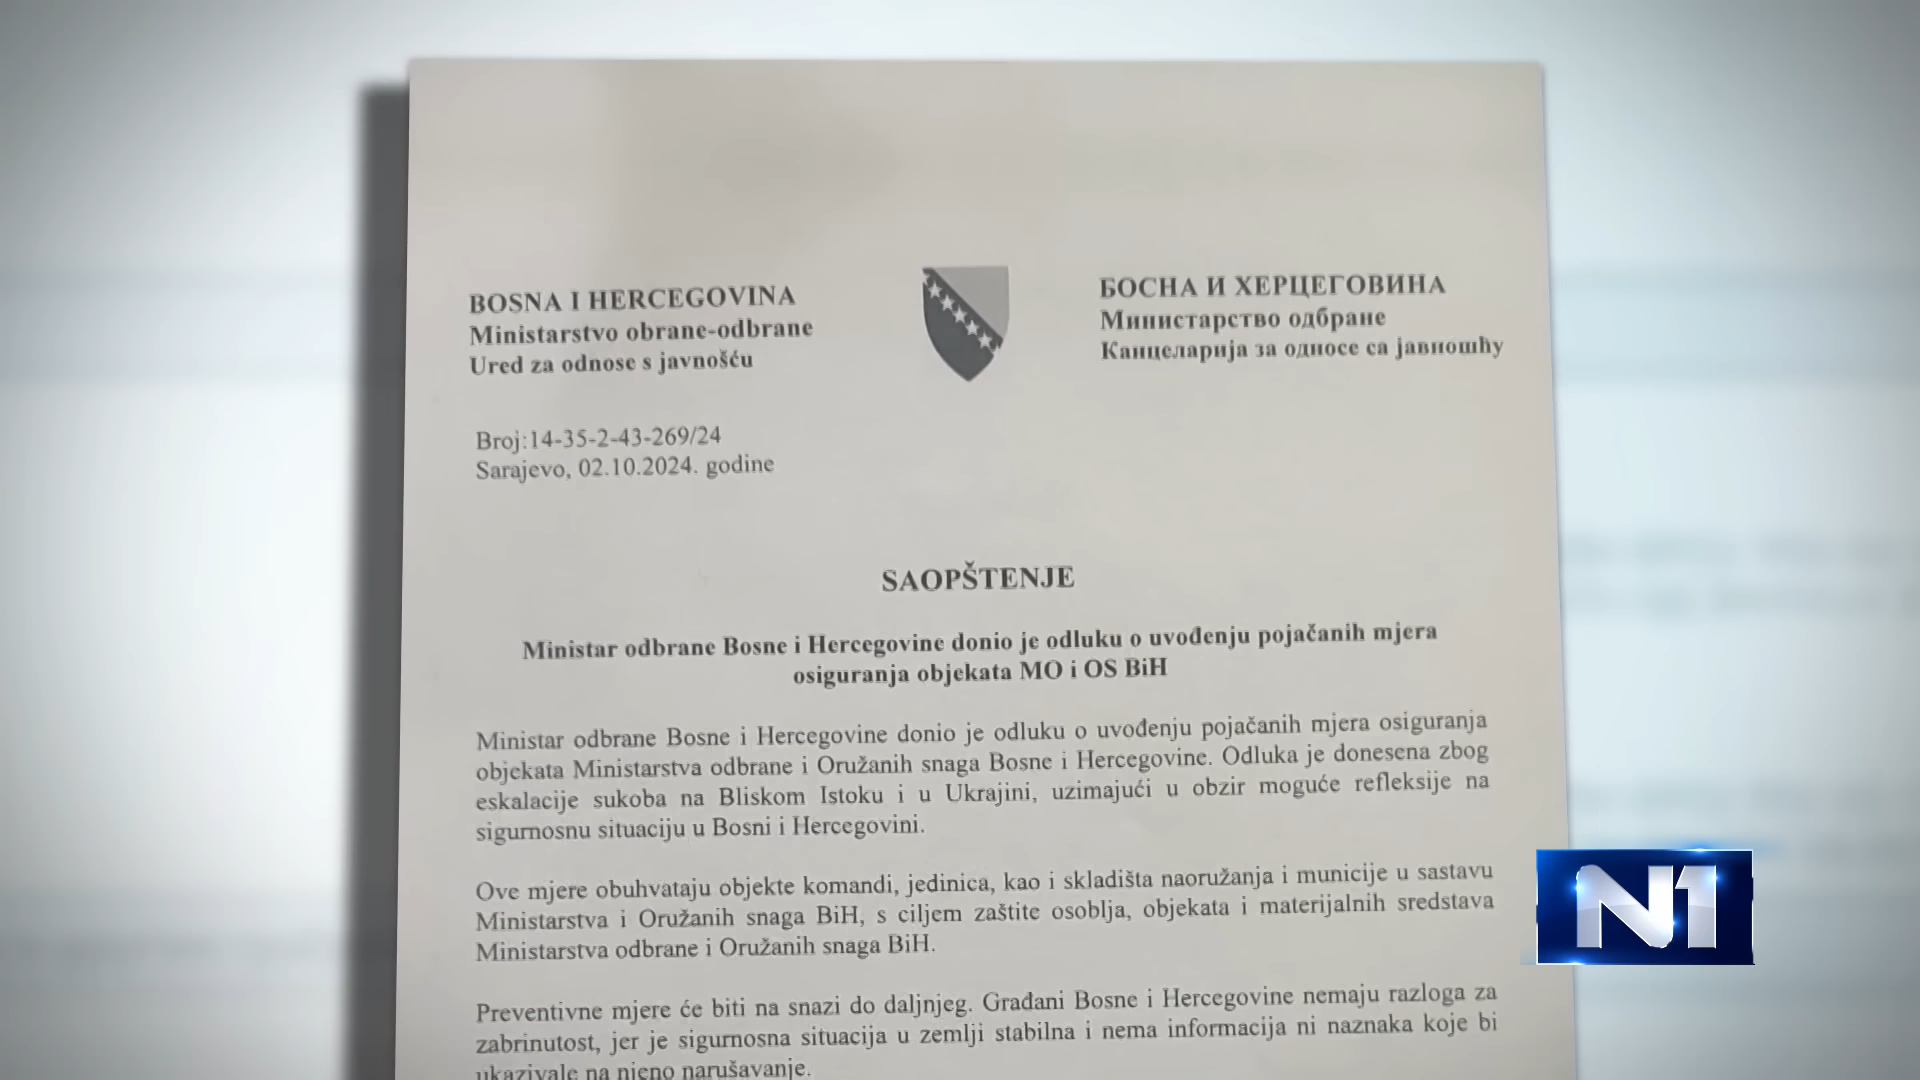 BOSNA I HERCEGOVINA
Ministarstvo obrane-odbrane
Ured za odnose s javnošću
БОСНА И ХЕРЦЕГОВИНА
Министарство одбране
Канцеларија за односе са јавношћу
Broj:14-35-2-43-269/24
Sarajevo, 02.10.2024. godine
SAOPŠTENJE
Ministar odbrane Bosne i Hercegovine donio je odluku o uvođenju pojačanih mjera
osiguranja objekata MO i OS BiH
Ministar odbrane Bosne i Hercegovine donio je odluku o uvođenju pojačanih mjera osiguranja
objekata Ministarstva odbrane i Oružanih snaga Bosne i Hercegovine. Odluka je donesena zbog
eskalacije sukoba na Bliskom Istoku i u Ukrajini, uzimajući u obzir moguće refleksije na
sigurnosnu situaciju u Bosni i Hercegovini.
Ove mjere obuhvataju objekte komandi, jedinica, kao i skladišta naoružanja i municije u sastavu
Ministarstva i Oružanih snaga BiH, s ciljem zaštite osoblja, objekata i materijalnih sredstava
Ministarstva odbrane i Oružanih snaga BiH.
Preventivne mjere će biti na snazi do daljnjeg. Građani Bosne i Hercegovine nemaju razloga za
zabrinutost, jer je sigurnosna situacija u zemlji stabilna i nema informacija ni naznaka koje bi
ukazivale na njeno narušavanje.
N1